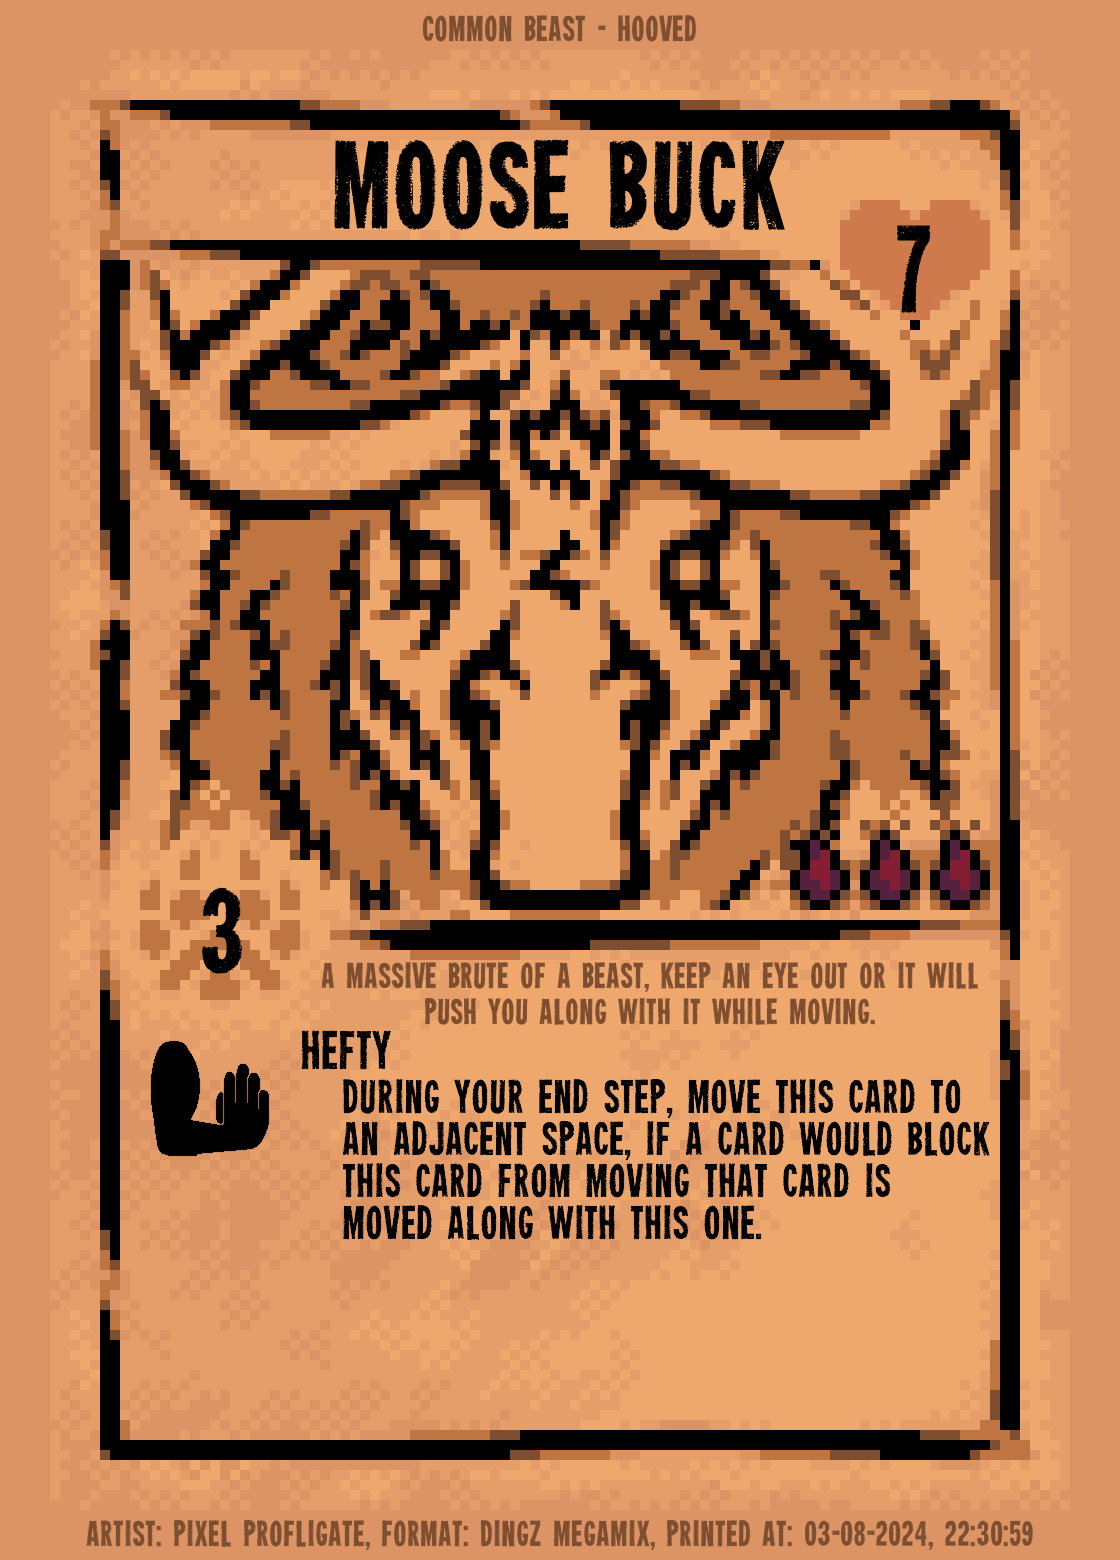 COMMON BEAST - HOOVED
MOOSE BUCK
7
3
A MASSIVE BRUTE OF A BEAST, KEEP AN EYE OUT OR IT WILL
PUSH YOU ALONG WITH IT WHILE MOVING.
HEFTY
DURING YOUR END STEP, MOVE THIS CARD TO
AN ADJACENT SPACE, IF A CARD WOULD BLOCK
THIS CARD FROM MOVING THAT CARD IS
MOVED ALONG WITH THIS ONE.
ARTIST: PIXEL PROFLIGATE, FORMAT: DINGZ MEGAMIX, PRINTED AT: 03-08-2024, 22:30:59